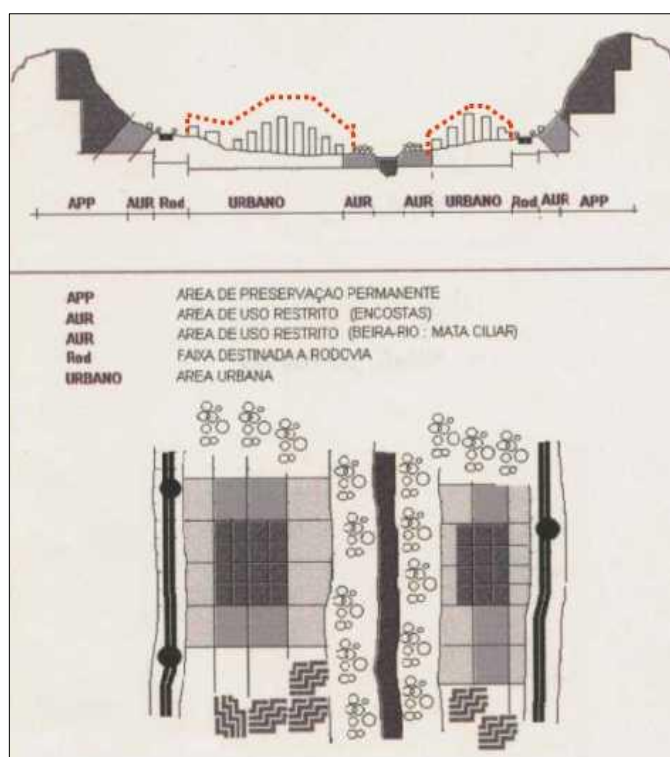 APP AUR Rod URBANO AUR AUR URBANO Rod AUR APP
APP AREA DE PRESERVAÇAO PERMANENTE
AUR AREA DE USO RESTRITO (ENCOSTAS)
AUR AREA DE USO RESTRITO (BEIRA-RIO : MATA CILIAR)
Rod FAIXA DESTINADA A RODOVIA
URBANO AREA URBANA